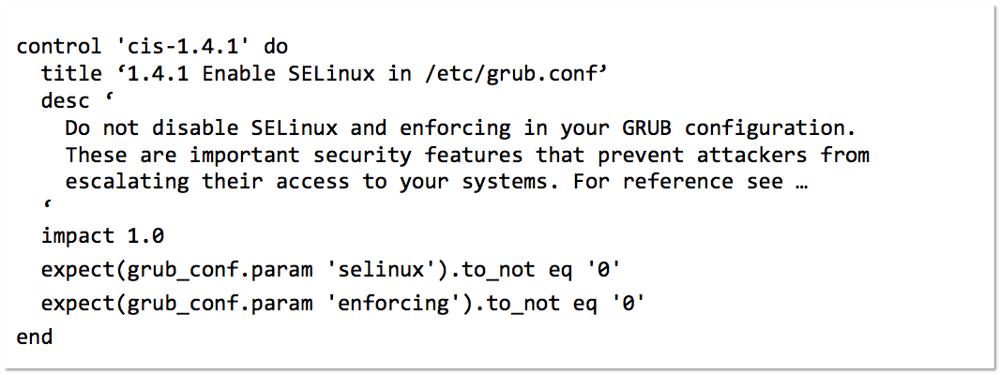 control 'cis-1.4.1' do
  title ‘1.4.1 Enable SELinux in /etc/grub.conf’
  desc ‘
    Do not disable SELinux and enforcing in your GRUB configuration.
    These are important security features that prevent attackers from
    escalating their access to your systems. For reference see …
  ‘
  impact 1.0
  expect(grub_conf.param 'selinux').to_not eq '0'
  expect(grub_conf.param 'enforcing').to_not eq '0'
end